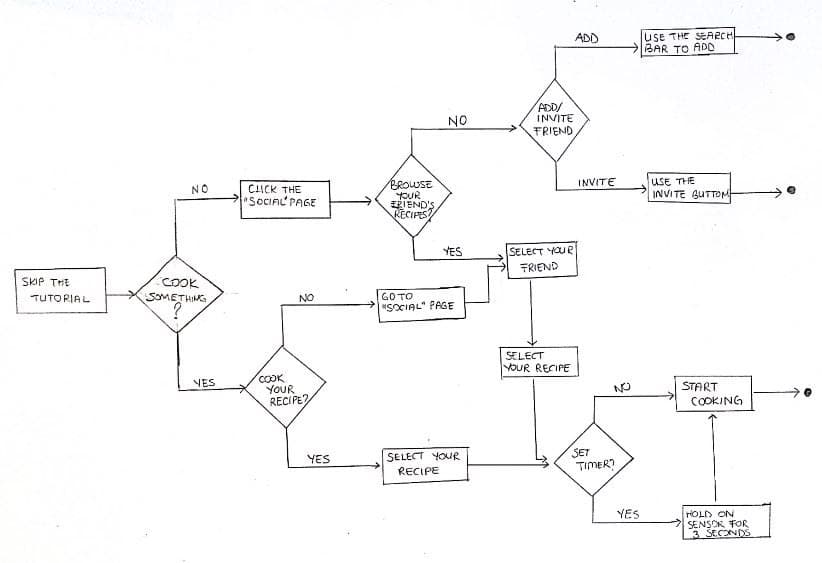 ADD
USE THE SEARCH
BAR TO ADD
ADD/
INVITE
FRIEND
NO
INVITE
USE THE
INVITE BUTTOM
NO
CLICK THE
"SOCIAL" PAGE
BROWSE
YOUR
FRIEND'S
RECIPES?
YES
SELECT YOUR
FRIEND
SKIP THE
TUTORIAL
COOK
SOMETHING
?
NO
GO TO
"SOCIAL" PAGE
SELECT
YOUR RECIPE
YES
COOK
YOUR
RECIPE?
NO
START
COOKING
YES
SELECT YOUR
RECIPE
SET
TIMER?
YES
HOLD ON
SENSOR FOR
3 SECONDS